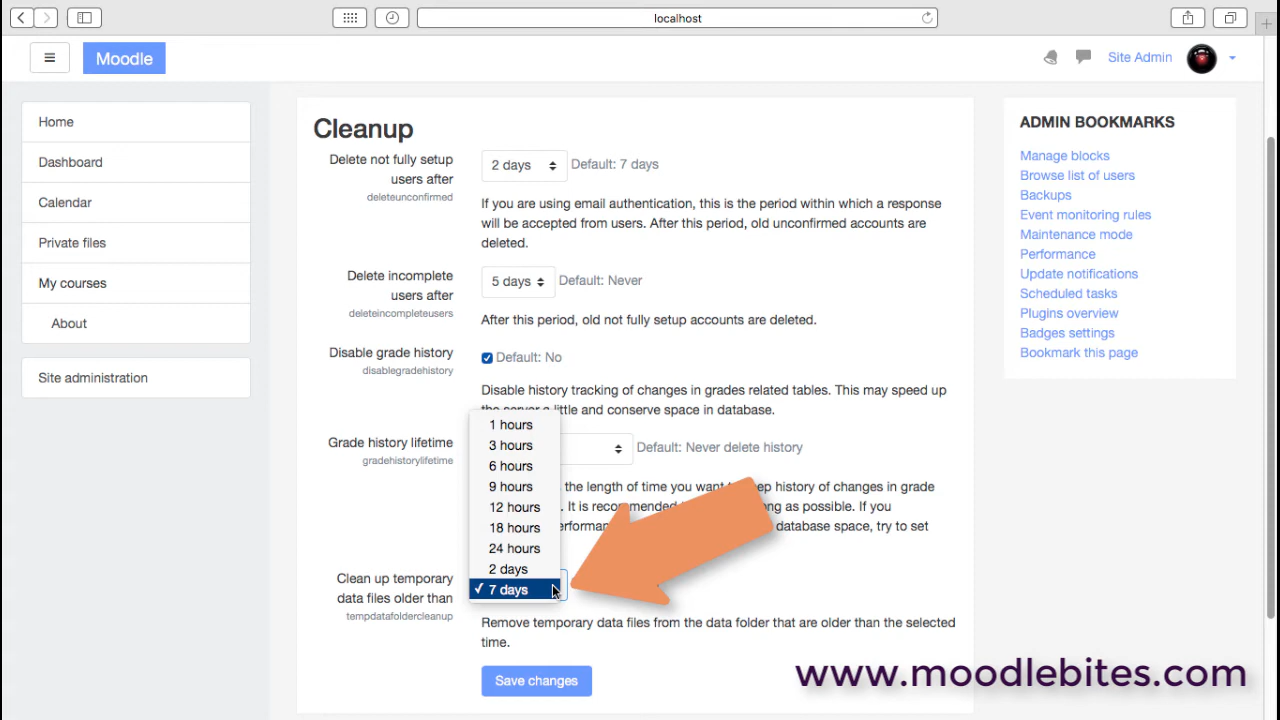 localhost
Moodle
Site Admin
Home
Dashboard
Calendar
Private files
My courses
About
Site administration
Cleanup
Delete not fully setup
users after
deleteunconfirmed
2 days
Default: 7 days
If you are using email authentication, this is the period within which a response
will be accepted from users. After this period, old unconfirmed accounts are
deleted.
Delete incomplete
users after
deleteincompleteusers
5 days
Default: Never
After this period, old not fully setup accounts are deleted.
Disable grade history
disablegradehistory
Default: No
Disable history tracking of changes in grades related tables. This may speed up
the server a little and conserve space in database.
Grade history lifetime
gradehistorylifetime
Default: Never delete history
the length of time you want to keep history of changes in grade
. It is recommended as long as possible. If you
database space, try to set
1 hours
3 hours
6 hours
9 hours
12 hours
18 hours
24 hours
2 days
✓ 7 days
Clean up temporary
data files older than
tempdatafoldercleanup
Remove temporary data files from the data folder that are older than the selected
time.
Save changes
ADMIN BOOKMARKS
Manage blocks
Browse list of users
Backups
Event monitoring rules
Maintenance mode
Performance
Update notifications
Scheduled tasks
Plugins overview
Badges settings
Bookmark this page
www.moodlebites.com